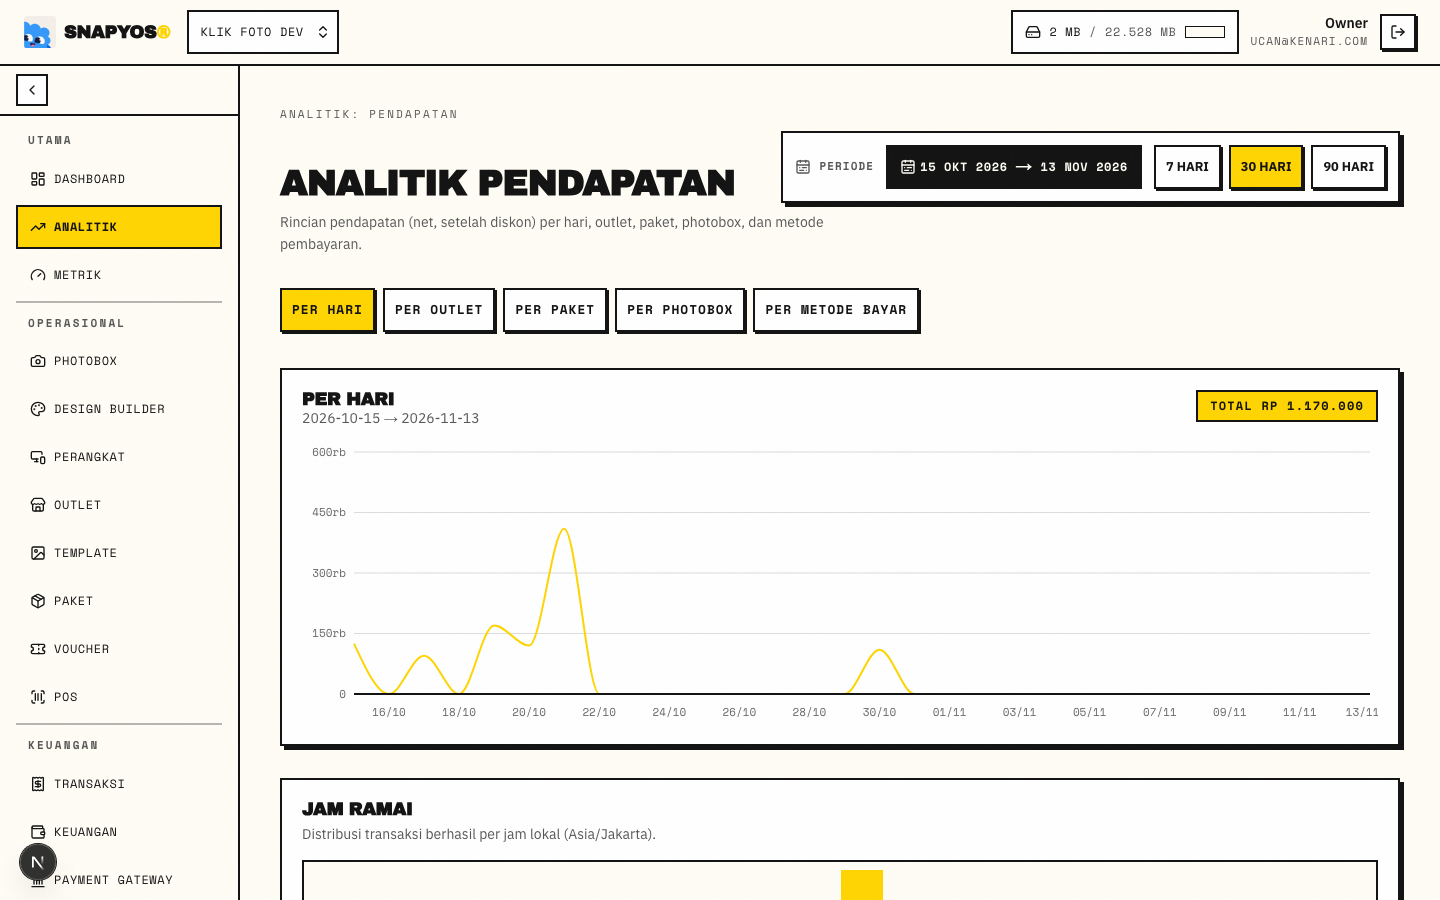 SNAPYOS®
KLIK FOTO DEV
2 MB / 22.528 MB
Owner
UCAN@KENARI.COM
UTAMA
DASHBOARD
ANALITIK
METRIK
OPERASIONAL
PHOTOBOX
DESIGN BUILDER
PERANGKAT
OUTLET
TEMPLATE
PAKET
VOUCHER
POS
KEUANGAN
TRANSAKSI
KEUANGAN
PAYMENT GATEWAY
N
ANALITIK: PENDAPATAN
ANALITIK PENDAPATAN
Rincian pendapatan (net, setelah diskon) per hari, outlet, paket, photobox, dan metode
pembayaran.
PERIODE
15 OKT 2026 → 13 NOV 2026
7 HARI
30 HARI
90 HARI
PER HARI
PER OUTLET
PER PAKET
PER PHOTOBOX
PER METODE BAYAR
PER HARI
2026-10-15 → 2026-11-13
TOTAL RP 1.170.000
600rb
450rb
300rb
150rb
0
16/10 18/10 20/10 22/10 24/10 26/10 28/10 30/10 01/11 03/11 05/11 07/11 09/11 11/11 13/11
JAM RAMAI
Distribusi transaksi berhasil per jam lokal (Asia/Jakarta).